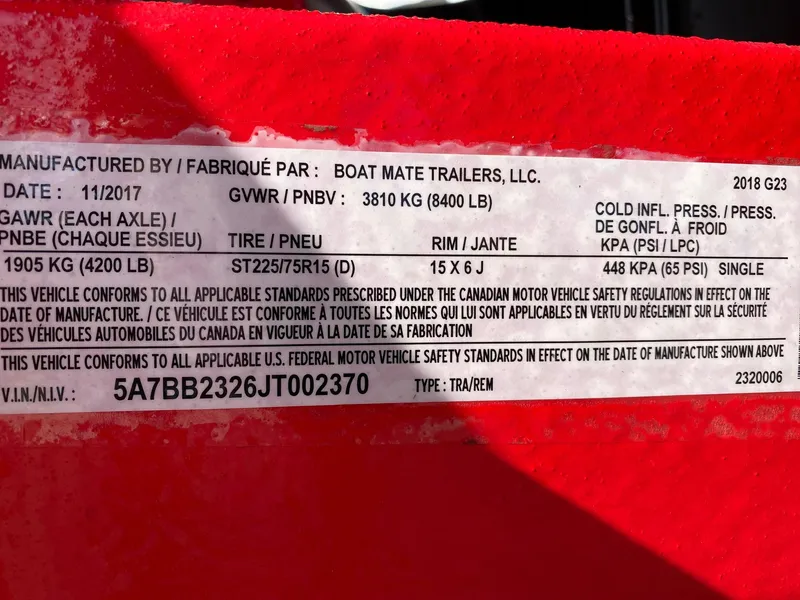 MANUFACTURED BY / FABRIQUÉ PAR : BOAT MATE TRAILERS, LLC.
2018 G23
DATE : 11/2017 GVWR / PNBV : 3810 KG (8400 LB)
GAWR (EACH AXLE) /
PNBE (CHAQUE ESSIEU) TIRE / PNEU RIM / JANTE
COLD INFL. PRESS. / PRESS.
DE GONFL. À FROID
KPA (PSI / LPC)
1905 KG (4200 LB) ST225/75R15 (D) 15 X 6 J 448 KPA (65 PSI) SINGLE
THIS VEHICLE CONFORMS TO ALL APPLICABLE STANDARDS PRESCRIBED UNDER THE CANADIAN MOTOR VEHICLE SAFETY REGULATIONS IN EFFECT ON THE
DATE OF MANUFACTURE. / CE VÉHICULE EST CONFORME À TOUTES LES NORMES QUI LUI SONT APPLICABLES EN VERTU DU RÉGLEMENT SUR LA SÉCURITÉ
DES VÉHICULES AUTOMOBILES DU CANADA EN VIGUEUR À LA DATE DE SA FABRICATION
THIS VEHICLE CONFORMS TO ALL APPLICABLE U.S. FEDERAL MOTOR VEHICLE SAFETY STANDARDS IN EFFECT ON THE DATE OF MANUFACTURE SHOWN ABOVE
V.I.N./N.I.V. : 5A7BB2326JT002370 TYPE : TRA/REM 2320006